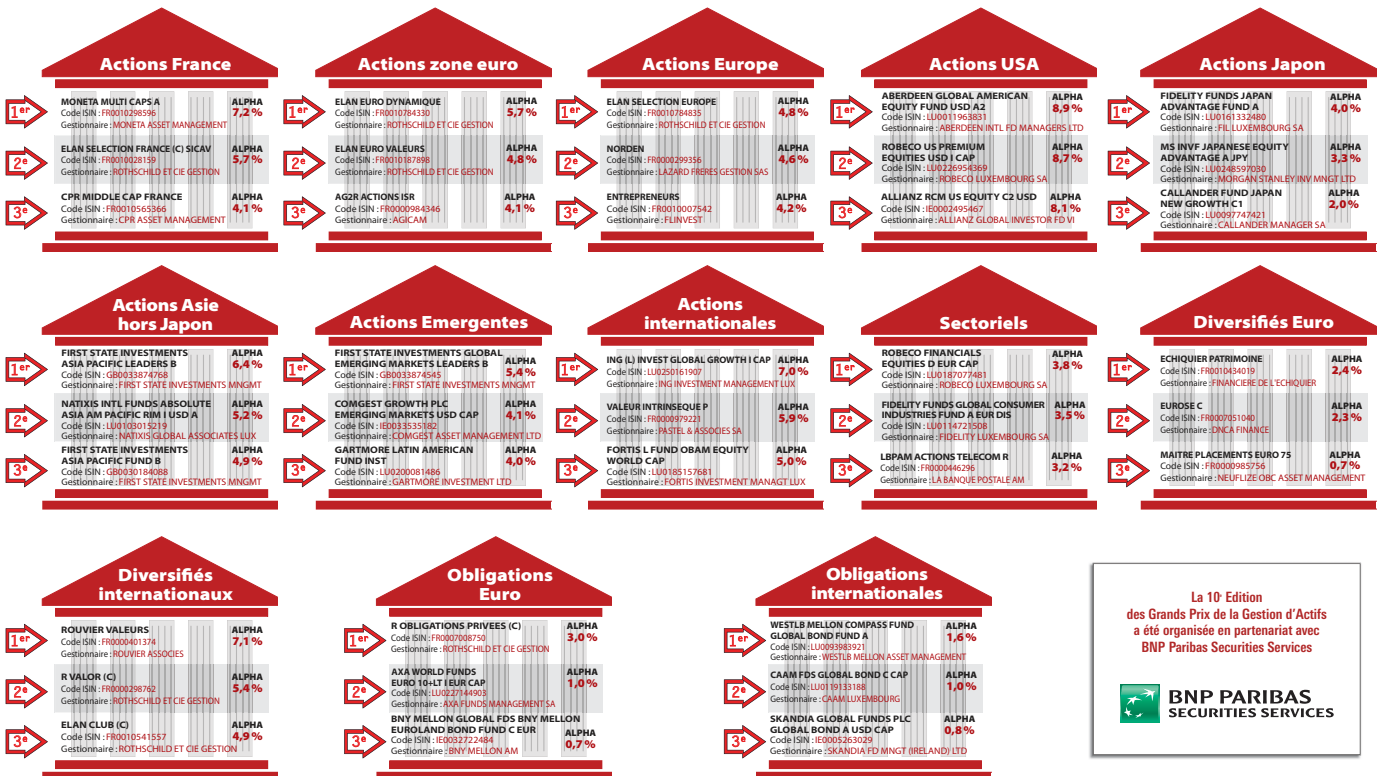 Actions France
1er
MONETA MULTI CAPS A
ALPHA
Code ISIN : FR0010298596
7,2 %
Gestionnaire : MONETA ASSET MANAGEMENT
2e
ELAN SELECTION FRANCE (C) SICAV
ALPHA
Code ISIN : FR0010028159
5,7 %
Gestionnaire : ROTHSCHILD ET CIE GESTION
3e
CPR MIDDLE CAP FRANCE
ALPHA
Code ISIN : FR0010565366
4,1 %
Gestionnaire : CPR ASSET MANAGEMENT
Actions zone euro
1er
ELAN EURO DYNAMIQUE
ALPHA
Code ISIN : FR0010784330
5,7 %
Gestionnaire : ROTHSCHILD ET CIE GESTION
2e
ELAN EURO VALEURS
ALPHA
Code ISIN : FR0010187898
4,8 %
Gestionnaire : ROTHSCHILD ET CIE GESTION
3e
AG2R ACTIONS ISR
ALPHA
Code ISIN : FR0000984346
4,1 %
Gestionnaire : AGICAM
Actions Europe
1er
ELAN SELECTION EUROPE
ALPHA
Code ISIN : FR0010784835
4,8 %
Gestionnaire : ROTHSCHILD ET CIE GESTION
2e
NORDEN
ALPHA
Code ISIN : FR0000299356
4,6 %
Gestionnaire : LAZARD FRERES GESTION SAS
3e
ENTREPRENEURS
ALPHA
Code ISIN : FR0010007542
4,2 %
Gestionnaire : FLINVEST
Actions USA
1er
ABERDEEN GLOBAL AMERICAN
EQUITY FUND USD A2
ALPHA
8,9 %
Code ISIN : LU0011963831
Gestionnaire : ABERDEEN INTL FD MANAGERS LTD
2e
ROBECO US PREMIUM
EQUITIES USD I CAP
ALPHA
8,7 %
Code ISIN : LU0226954369
Gestionnaire : ROBECO LUXEMBOURG SA
3e
ALLIANZ RCM US EQUITY C2 USD
ALPHA
Code ISIN : IE0002495467
8,1 %
Gestionnaire : ALLIANZ GLOBAL INVESTOR FD VI
Actions Japon
1er
FIDELITY FUNDS JAPAN
ADVANTAGE FUND A
ALPHA
4,0 %
Code ISIN : LU0161332480
Gestionnaire : FIL LUXEMBOURG SA
2e
MS INVF JAPANESE EQUITY
ADVANTAGE A JPY
ALPHA
3,3 %
Code ISIN : LU0248597030
Gestionnaire : MORGAN STANLEY INV MNGT LTD
3e
CALLANDER FUND JAPAN
NEW GROWTH C1
ALPHA
2,0 %
Code ISIN : LU0097747421
Gestionnaire : CALLANDER MANAGER SA
Actions Asie
hors Japon
1er
FIRST STATE INVESTMENTS
ASIA PACIFIC LEADERS B
ALPHA
6,4 %
Code ISIN : GB0033874768
Gestionnaire : FIRST STATE INVESTMENTS MNGMT
2e
NATIXIS INTL FUNDS ABSOLUTE
ASIA AM PACIFIC RIM I USD A
ALPHA
5,2 %
Code ISIN : LU0103015219
Gestionnaire : NATIXIS GLOBAL ASSOCIATES LUX
3e
FIRST STATE INVESTMENTS
ASIA PACIFIC FUND B
ALPHA
4,9 %
Code ISIN : GB0030184088
Gestionnaire : FIRST STATE INVESTMENTS MNGMT
Actions Emergentes
1er
FIRST STATE INVESTMENTS GLOBAL
EMERGING MARKETS LEADERS B
ALPHA
5,4 %
Code ISIN : GB0033874545
Gestionnaire : FIRST STATE INVESTMENTS MNGMT
2e
COMGEST GROWTH PLC
EMERGING MARKETS USD CAP
ALPHA
4,1 %
Code ISIN : IE0033535182
Gestionnaire : COMGEST ASSET MANAGEMENT LTD
3e
GARTMORE LATIN AMERICAN
FUND INST
ALPHA
4,0 %
Code ISIN : LU0200081486
Gestionnaire : GARTMORE INVESTMENT LTD
Actions
internationales
1er
ING (L) INVEST GLOBAL GROWTH I CAP
ALPHA
Code ISIN : LU0250161907
7,0 %
Gestionnaire : ING INVESTMENT MANAGEMENT LUX
2e
VALEUR INTRINSEQUE P
ALPHA
Code ISIN : FR0000979221
5,9 %
Gestionnaire : PASTEL & ASSOCIES SA
3e
FORTIS L FUND OBAM EQUITY
WORLD CAP
ALPHA
5,0 %
Code ISIN : LU0185157681
Gestionnaire : FORTIS INVESTMENT MANAGT LUX
Sectoriels
1er
ROBECO FINANCIALS
EQUITIES D EUR CAP
ALPHA
3,8 %
Code ISIN : LU0187077481
Gestionnaire : ROBECO LUXEMBOURG SA
2e
FIDELITY FUNDS GLOBAL CONSUMER
INDUSTRIES FUND A EUR DIS
ALPHA
3,5 %
Code ISIN : LU0114721508
Gestionnaire : FIDELITY LUXEMBOURG SA
3e
LBPAM ACTIONS TELECOM R
ALPHA
Code ISIN : FR0000446296
3,2 %
Gestionnaire : LA BANQUE POSTALE AM
Diversifiés Euro
1er
ECHIQUIER PATRIMOINE
ALPHA
Code ISIN : FR0010434019
2,4 %
Gestionnaire : FINANCIERE DE L'ECHIQUIER
2e
EUROSE C
ALPHA
Code ISIN : FR0007051040
2,3 %
Gestionnaire : DNCA FINANCE
3e
MAITRE PLACEMENTS EURO 75
ALPHA
Code ISIN : FR0000985756
0,7 %
Gestionnaire : NEUFLIZE OBC ASSET MANAGEMENT
Diversifiés
internationaux
1er
ROUVIER VALEURS
ALPHA
Code ISIN : FR0000401374
7,1 %
Gestionnaire : ROUVIER ASSOCIES
2e
R VALOR (C)
ALPHA
Code ISIN : FR0000298762
5,4 %
Gestionnaire : ROTHSCHILD ET CIE GESTION
3e
ELAN CLUB (C)
ALPHA
Code ISIN : FR0010541557
4,9 %
Gestionnaire : ROTHSCHILD ET CIE GESTION
Obligations
Euro
1er
R OBLIGATIONS PRIVEES (C)
ALPHA
Code ISIN : FR0007008750
3,0 %
Gestionnaire : ROTHSCHILD ET CIE GESTION
2e
AXA WORLD FUNDS
EURO 10+LT I EUR CAP
ALPHA
1,0 %
Code ISIN : LU0227144903
Gestionnaire : AXA FUNDS MANAGEMENT SA
3e
BNY MELLON GLOBAL FDS BNY MELLON
EUROLAND BOND FUND C EUR
ALPHA
Code ISIN : IE0032722484
0,7 %
Gestionnaire : BNY MELLON AM
Obligations
internationales
1er
WESTLB MELLON COMPASS FUND
GLOBAL BOND FUND A
ALPHA
1,6 %
Code ISIN : LU0093983921
Gestionnaire : WESTLB MELLON ASSET MANAGEMENT
2e
CAAM FDS GLOBAL BOND C CAP
ALPHA
Code ISIN : LU0119133188
1,0 %
Gestionnaire : CAAM LUXEMBOURG
3e
SKANDIA GLOBAL FUNDS PLC
GLOBAL BOND A USD CAP
ALPHA
0,8 %
Code ISIN : IE0005263029
Gestionnaire : SKANDIA FD MNGT (IRELAND) LTD
La 10e Edition
des Grands Prix de la Gestion d'Actifs
a été organisée en partenariat avec
BNP Paribas Securities Services
BNP PARIBAS
SECURITIES SERVICES